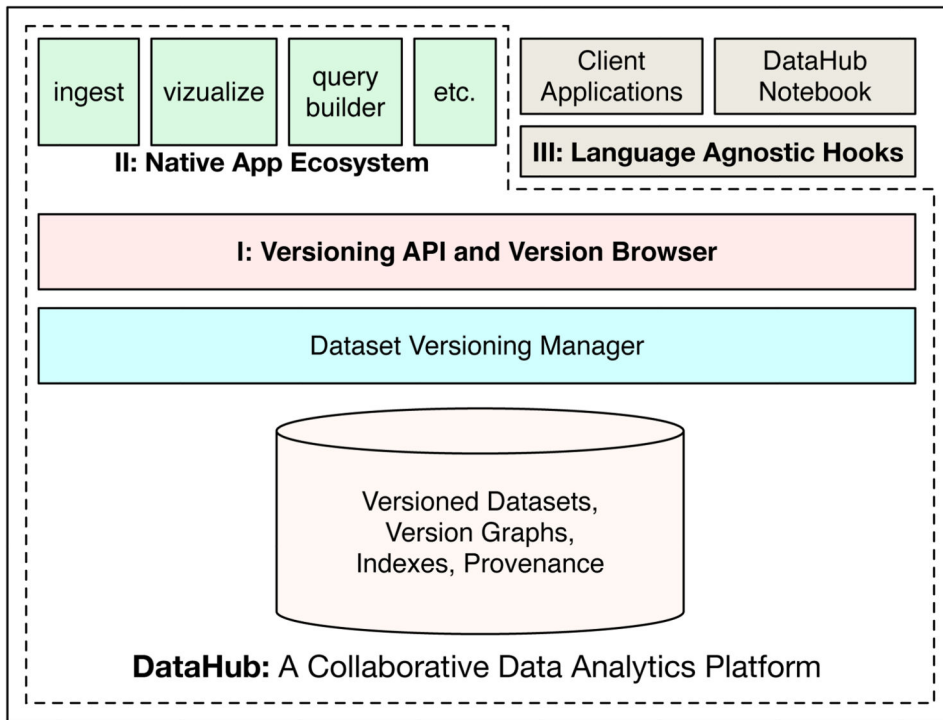 ingest
vizualize
query
builder
etc.
II: Native App Ecosystem
Client
Applications
DataHub
Notebook
III: Language Agnostic Hooks
I: Versioning API and Version Browser
Dataset Versioning Manager
Versioned Datasets,
Version Graphs,
Indexes, Provenance
DataHub: A Collaborative Data Analytics Platform